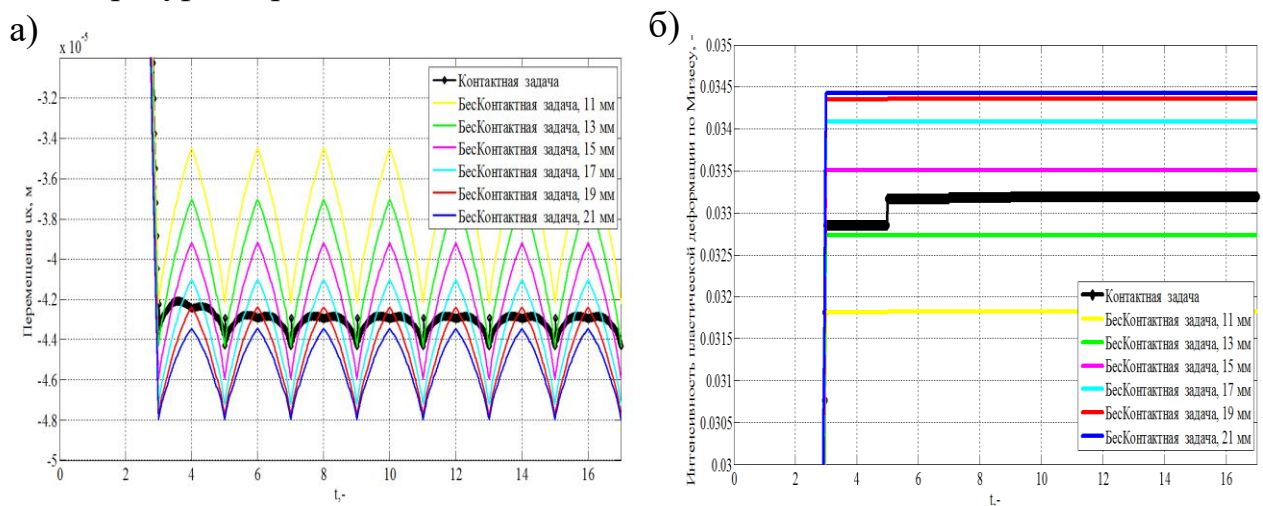 а)
x 10⁻⁵
-3.2
-3.4
-3.6
-3.8
-4
-4.2
-4.4
-4.6
-4.8
-5
Перемещение ux, м
0 2 4 6 8 10 12 14 16
t,-
Контактная задача
БесКонтактная задача, 11 мм
БесКонтактная задача, 13 мм
БесКонтактная задача, 15 мм
БесКонтактная задача, 17 мм
БесКонтактная задача, 19 мм
БесКонтактная задача, 21 мм
б)
0.035
0.0345
0.034
0.0335
0.033
0.0325
0.032
0.0315
0.031
0.0305
0.03
Интенсивность пластической деформации по Мизесу, -
0 2 4 6 8 10 12 14 16
t,-
Контактная задача
БесКонтактная задача, 11 мм
БесКонтактная задача, 13 мм
БесКонтактная задача, 15 мм
БесКонтактная задача, 17 мм
БесКонтактная задача, 19 мм
БесКонтактная задача, 21 мм